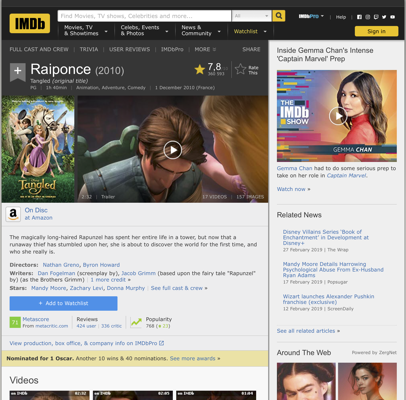 IMDb
Find Movies, TV shows, Celebrities and more...
All
IMDbPro
Help
Movies, TV & Showtimes
Celebs, Events & Photos
News & Community
Watchlist
Sign in
FULL CAST AND CREW | TRIVIA | USER REVIEWS | IMDbPro | MORE
SHARE
Raiponce (2010)
Tangled (original title)
PG | 1h 40min | Animation, Adventure, Comedy | 1 December 2010 (France)
7,8
Rate This
Tangled
2:32 | Trailer
17 VIDEOS | 157 IMAGES
On Disc
at Amazon
The magically long-haired Rapunzel has spent her entire life in a tower, but now that a
runaway thief has stumbled upon her, she is about to discover the world for the first time, and
who she really is.
Directors: Nathan Greno, Byron Howard
Writers: Dan Fogelman (screenplay by), Jacob Grimm (based upon the fairy tale "Rapunzel"
by) (as the Brothers Grimm) | 1 more credit »
Stars: Mandy Moore, Zachary Levi, Donna Murphy | See full cast & crew »
+ Add to Watchlist
Metascore
From metacritic.com
Reviews
424 user | 336 critic
Popularity
768
View production, box office, & company info on IMDbPro
Nominated for 1 Oscar. Another 10 wins & 40 nominations. See more awards »
Videos
Inside Gemma Chan's Intense
'Captain Marvel' Prep
THE
IMDb
SHOW
GEMMA CHAN
Gemma Chan had to do some serious prep
to take on her role in Captain Marvel.
Watch now »
Related News
Disney Villains Series 'Book of
Enchantment' in Development at
Disney+
27 February 2019 | The Wrap
Mandy Moore Details Harrowing
Psychological Abuse From Ex-Husband
Ryan Adams
17 February 2019 | PopSugar
Wizart launches Alexander Pushkin
franchise (exclusive)
12 February 2019 | ScreenDaily
See all related articles »
Around The Web
Powered by ZergNet